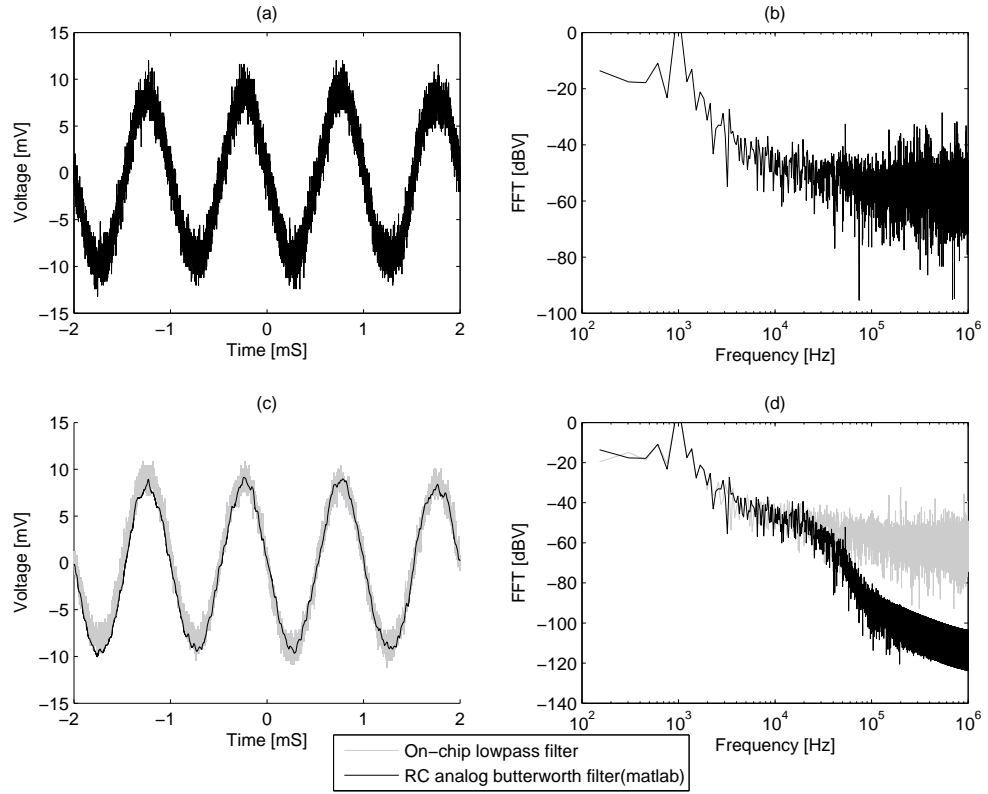 (a)
15
10
5
0
−5
−10
−15
Voltage [mV]
−2 −1 0 1 2
Time [mS]
(b)
0
−20
−40
−60
−80
−100
FFT [dBV]
10^2 10^3 10^4 10^5 10^6
Frequency [Hz]
(c)
15
10
5
0
−5
−10
−15
Voltage [mV]
−2 −1 0 1 2
Time [mS]
(d)
0
−20
−40
−60
−80
−100
−120
−140
FFT [dBV]
10^2 10^3 10^4 10^5 10^6
Frequency [Hz]
On−chip lowpass filter
RC analog butterworth filter(matlab)